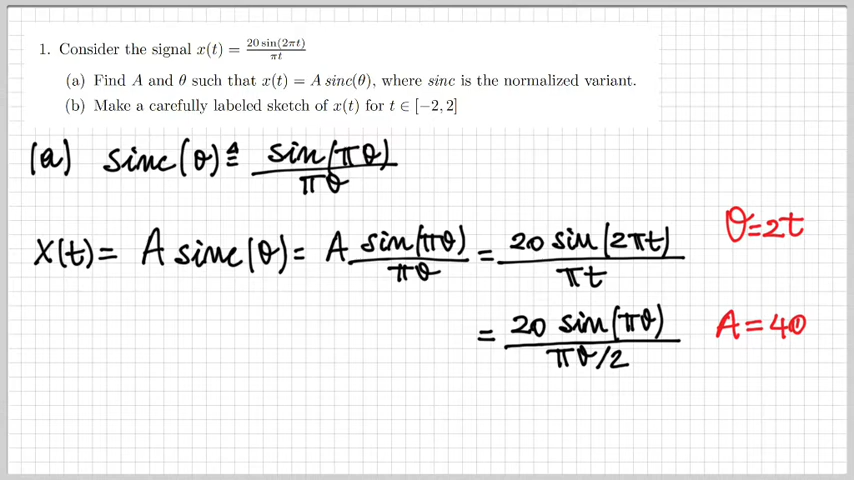 1. Consider the signal x(t) = 20 sin(2πt)/πt
(a) Find A and θ such that x(t) = A sinc(θ), where sinc is the normalized variant.
(b) Make a carefully labeled sketch of x(t) for t ∈ [−2, 2]
(a) sinc(θ) ≜ sin(πθ)/πθ
X(t) = A sinc(θ) = A sin(πθ)/πθ = 20 sin(2πt)/πt
θ=2t
= 20 sin(πθ)/(πθ/2)
A=40